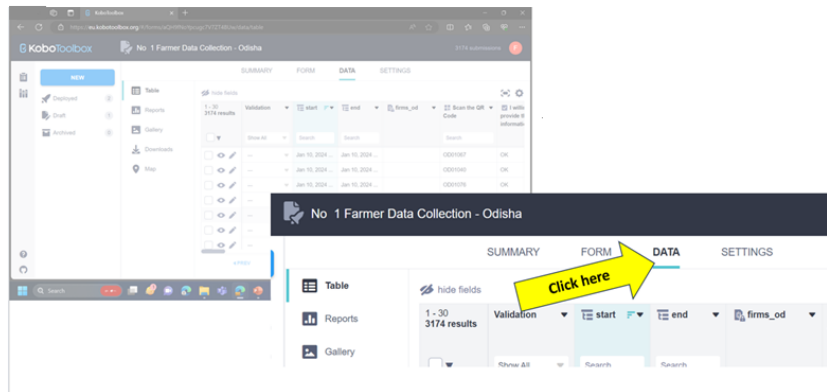 KoboToolbox
No 1 Farmer Data Collection - Odisha
3174 submissions
NEW
Deployed
Draft
Archived
SUMMARY FORM DATA SETTINGS
Table
Reports
Gallery
Downloads
Map
hide fields
1 - 30
3174 results
Validation
start
end
firms_od
Scan the QR
Code
Show All
Search
Search
Search
Jan 10, 2024 ... Jan 10, 2024 ... OD01067 OK
Jan 10, 2024 ... Jan 10, 2024 ... OD01040 OK
Jan 10, 2024 ... Jan 10, 2024 ... OD01076 OK
Search
No 1 Farmer Data Collection - Odisha
SUMMARY FORM DATA SETTINGS
Click here
Table
Reports
Gallery
hide fields
1 - 30
3174 results
Validation start end firms_od
Show All Search Search